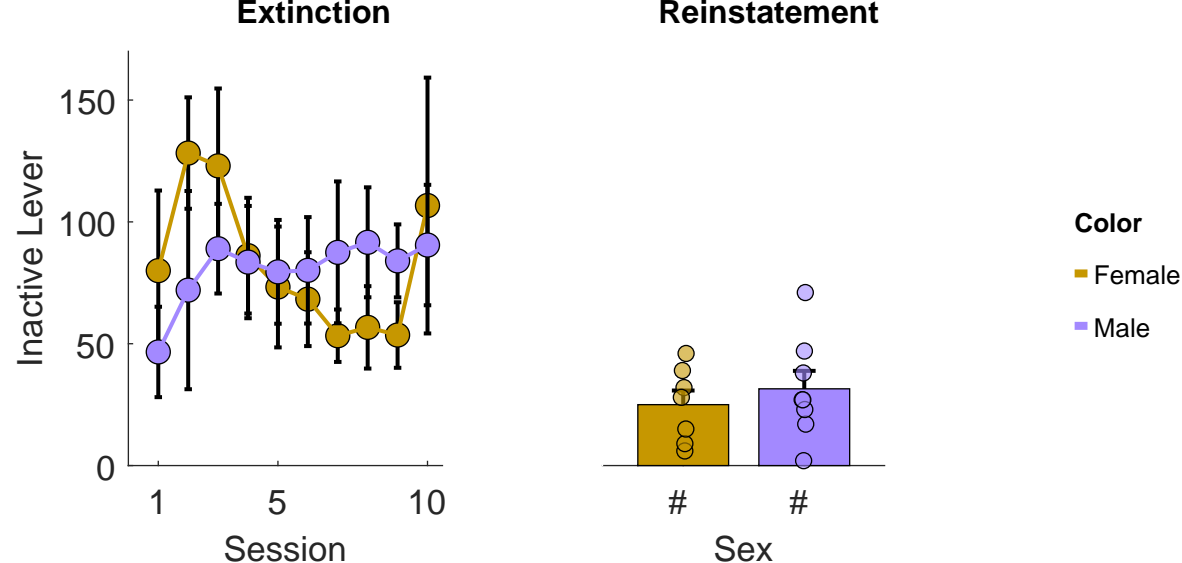 Extinction
Reinstatement
Inactive Lever
150
100
50
0
1 5 10
Session
# #
Sex
Color
Female
Male